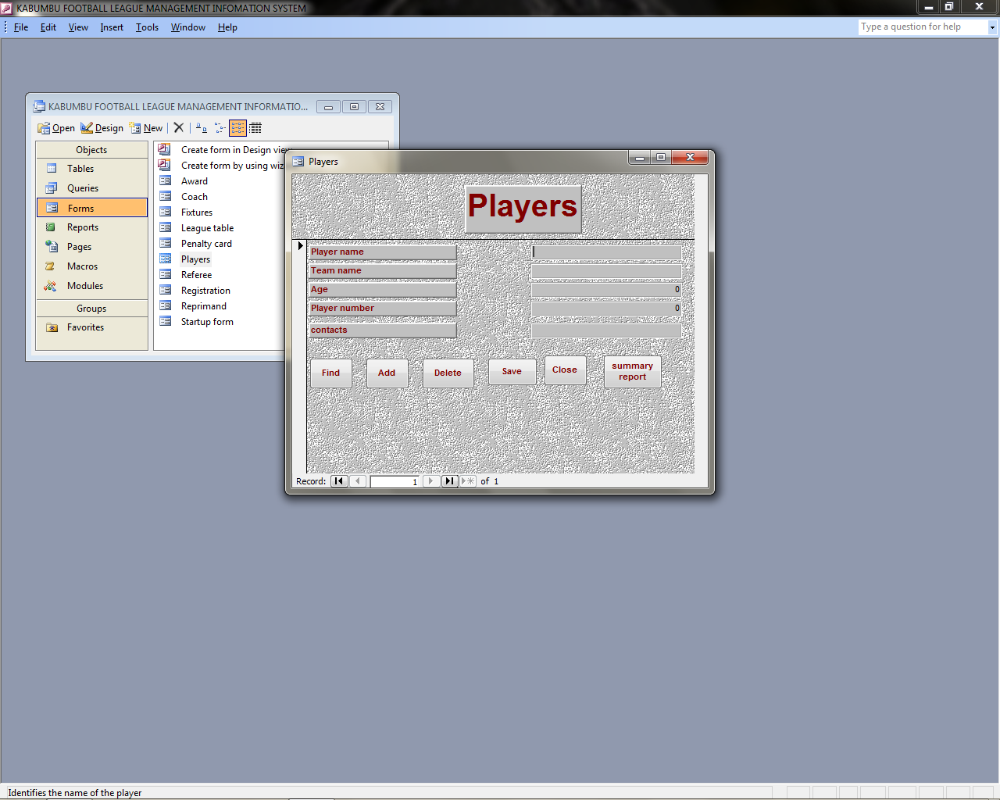 KABUMBU FOOTBALL LEAGUE MANAGEMENT INFOMATION SYSTEM
File Edit View Insert Tools Window Help
Type a question for help
KABUMBU FOOTBALL LEAGUE MANAGEMENT INFORMATIO...
Open Design New
Objects
Tables
Queries
Forms
Reports
Pages
Macros
Modules
Groups
Favorites
Create form in Design view
Create form by using wiz
Award
Coach
Fixtures
League table
Penalty card
Players
Referee
Registration
Reprimand
Startup form
Players
Players
Player name
Team name
Age 0
Player number 0
contacts
Find Add Delete Save Close summary report
Record: 1 of 1
Identifies the name of the player